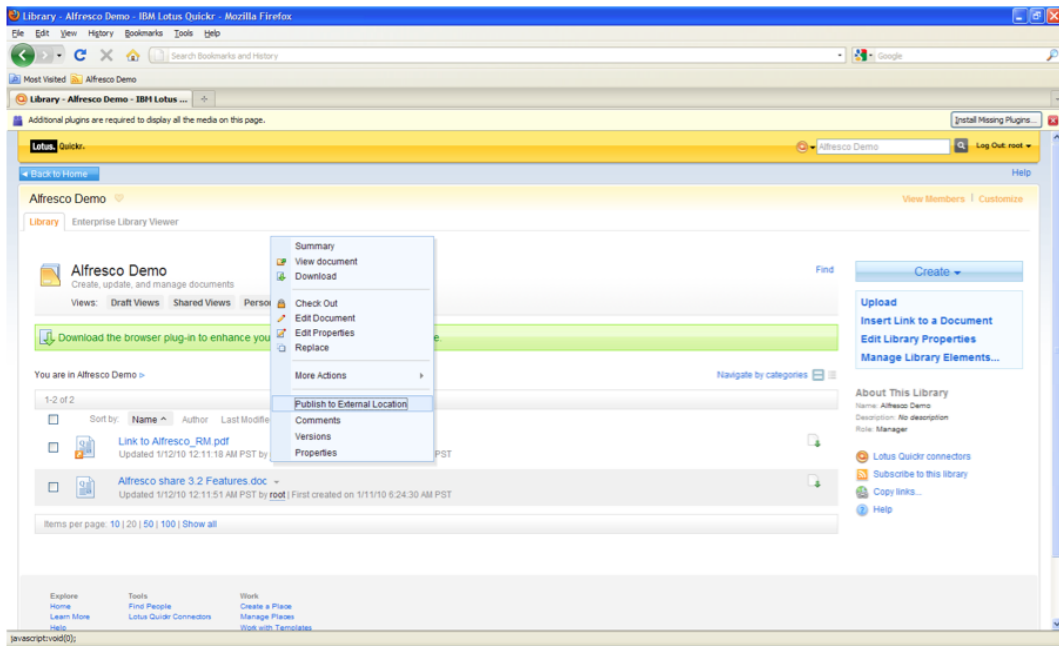 Library - Alfresco Demo - IBM Lotus Quickr - Mozilla Firefox
File Edit View History Bookmarks Tools Help
Search Bookmarks and History
Google
Most Visited Alfresco Demo
Library - Alfresco Demo - IBM Lotus ...
Additional plugins are required to display all the media on this page.
Install Missing Plugins...
Lotus. Quickr.
Alfresco Demo
Log Out: root
Back to Home
Help
Alfresco Demo
View Members | Customize
Library Enterprise Library Viewer
Alfresco Demo
Create, update, and manage documents
Views: Draft Views Shared Views
Find
Download the browser plug-in to enhance
You are in Alfresco Demo
Navigate by categories
1-2 of 2
Sort by: Name Author Last
Link to Alfresco_RM.pdf
Updated 1/12/10 12:11:18 AM PST by
PST
Alfresco share 3.2 Features.doc
Updated 1/12/10 12:11:51 AM PST by root | First created on 1/11/10 6:24:30 AM PST
Items per page: 10 | 20 | 50 | 100 | Show all
Summary
View document
Download
Check Out
Edit Document
Edit Properties
Replace
More Actions
Publish to External Location
Comments
Versions
Properties
Create
Upload
Insert Link to a Document
Edit Library Properties
Manage Library Elements...
About This Library
Name: Alfresco Demo
Description: No description
Role: Manager
Lotus Quickr connectors
Subscribe to this library
Copy links...
Help
Explore
Home
Learn More
Help
Tools
Find People
Lotus Quickr Connectors
Work
Create a Place
Manage Places
Work with Templates
javascript:void(0);